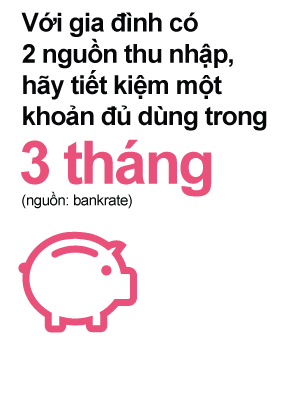 Với gia đình có
2 nguồn thu nhập,
hãy tiết kiệm một
khoản đủ dùng trong
3 tháng
(nguồn: bankrate)